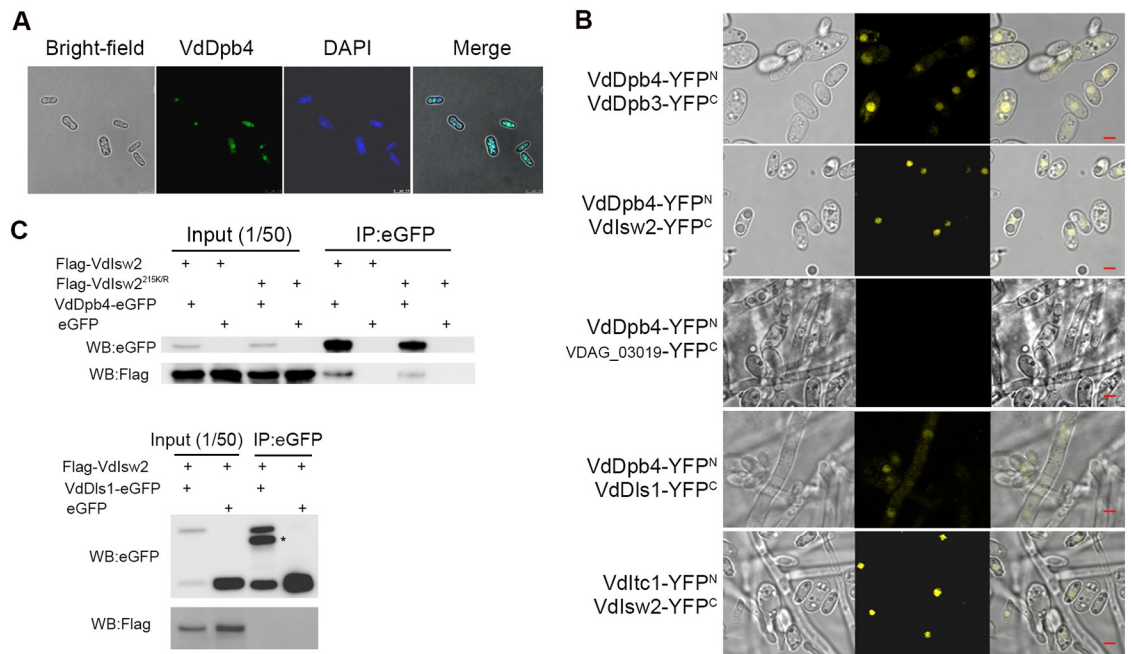 A
Bright-field VdDpb4 DAPI Merge
B
VdDpb4-YFPᴺ
VdDpb3-YFPᶜ
VdDpb4-YFPᴺ
VdIsw2-YFPᶜ
VdDpb4-YFPᴺ
VDAG_03019-YFPᶜ
VdDpb4-YFPᴺ
VdDls1-YFPᶜ
VdItc1-YFPᴺ
VdIsw2-YFPᶜ
C
Input (1/50) IP:eGFP
Flag-VdIsw2 + + + +
Flag-VdIsw2²¹⁵ᴷ/ᴿ + + + +
VdDpb4-eGFP + + + +
eGFP + + + +
WB:eGFP
WB:Flag
Input (1/50) IP:eGFP
Flag-VdIsw2 + + + +
VdDls1-eGFP + +
eGFP + +
WB:eGFP *
WB:Flag